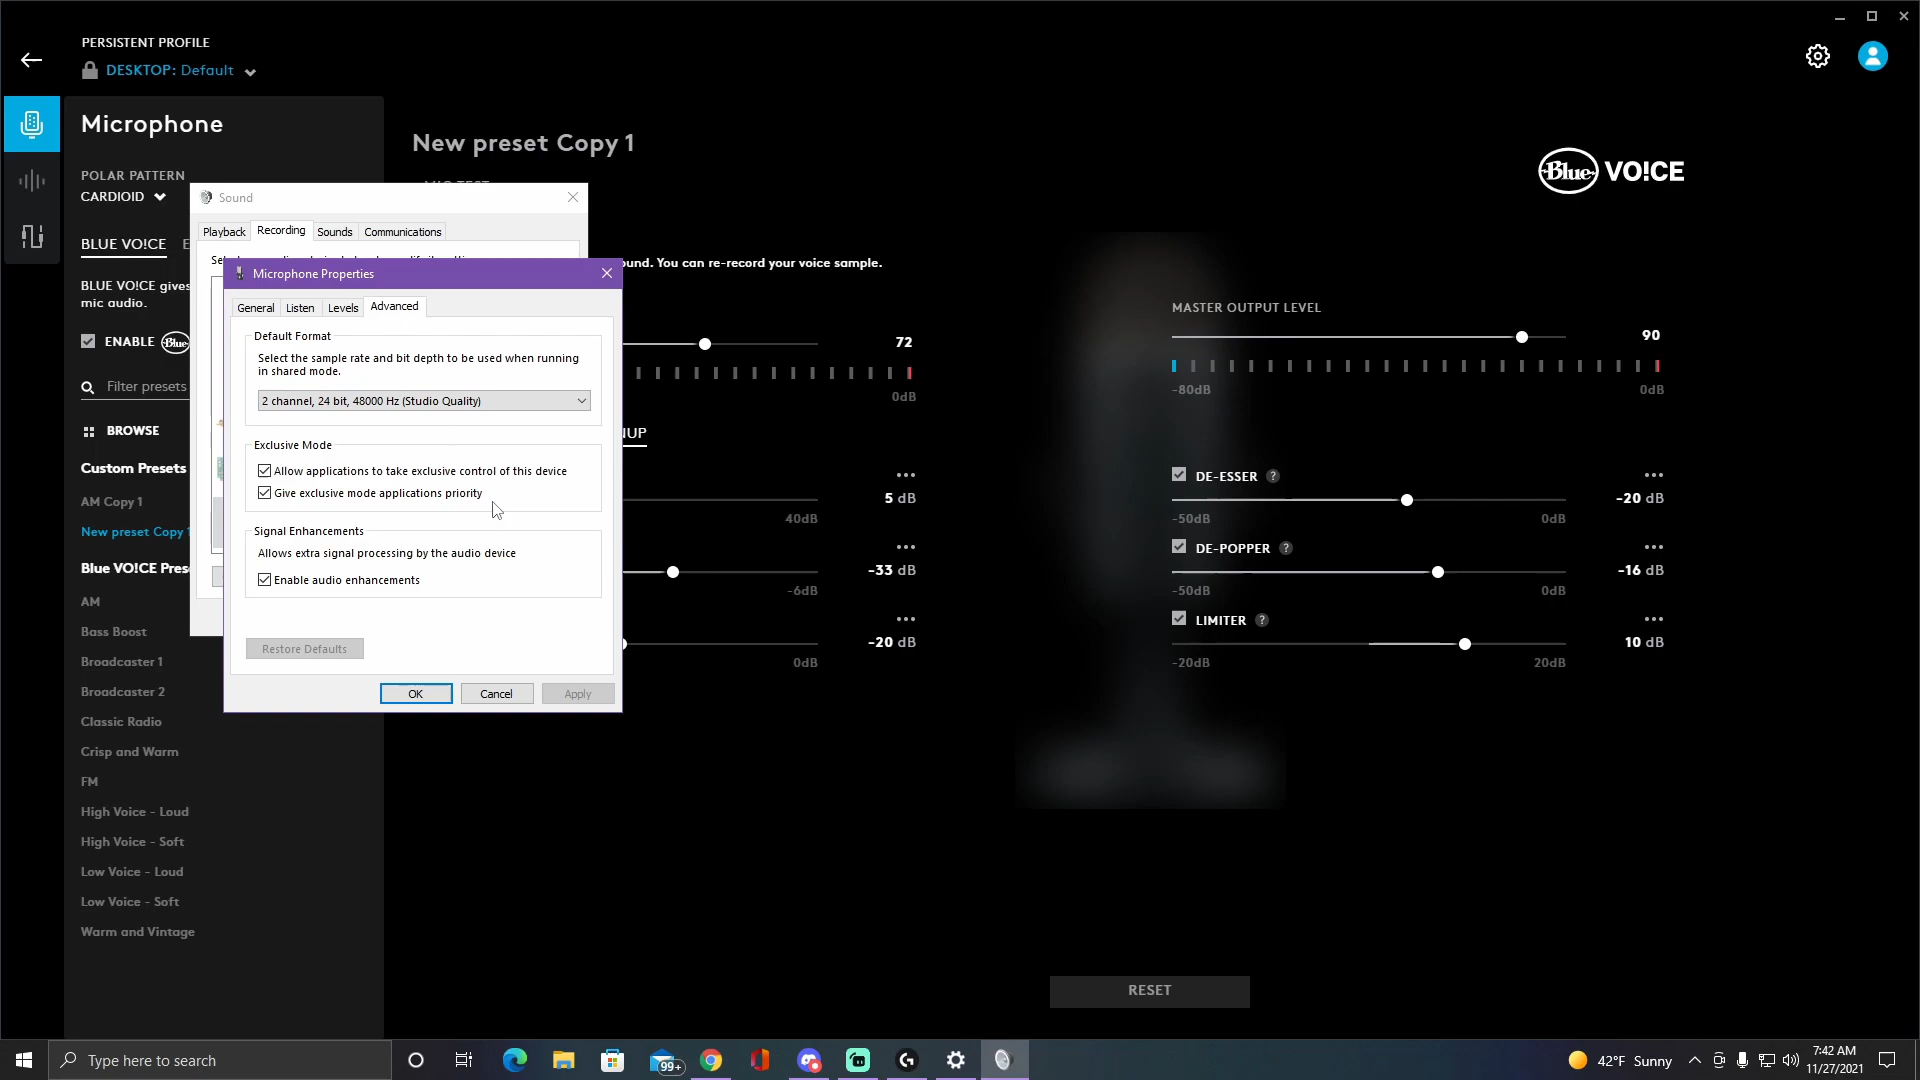 PERSISTENT PROFILE
DESKTOP: Default
Microphone
POLAR PATTERN
CARDIOID
BLUE VO!CE E
BLUE VO!CE gives
mic audio.
ENABLE Blue
Filter presets
BROWSE
Custom Presets
AM Copy 1
New preset Copy 1
Blue VO!CE Pres
AM
Bass Boost
Broadcaster 1
Broadcaster 2
Classic Radio
Crisp and Warm
FM
High Voice - Loud
High Voice - Soft
Low Voice - Loud
Low Voice - Soft
Warm and Vintage
Sound
Playback Recording Sounds Communications
Microphone Properties
General Listen Levels Advanced
Default Format
Select the sample rate and bit depth to be used when running
in shared mode.
2 channel, 24 bit, 48000 Hz (Studio Quality)
Exclusive Mode
Allow applications to take exclusive control of this device
Give exclusive mode applications priority
Signal Enhancements
Allows extra signal processing by the audio device
Enable audio enhancements
Restore Defaults
OK Cancel Apply
New preset Copy 1
MIC TEST
ound. You can re-record your voice sample.
72
0dB
NUP
5 dB
40dB
-33 dB
-6dB
-20 dB
0dB
Blue VO!CE
MASTER OUTPUT LEVEL
90
-80dB 0dB
DE-ESSER ?
-20 dB
-50dB 0dB
DE-POPPER ?
-16 dB
-50dB 0dB
LIMITER ?
10 dB
-20dB 20dB
RESET
Type here to search
99+
42°F Sunny
7:42 AM
11/27/2021